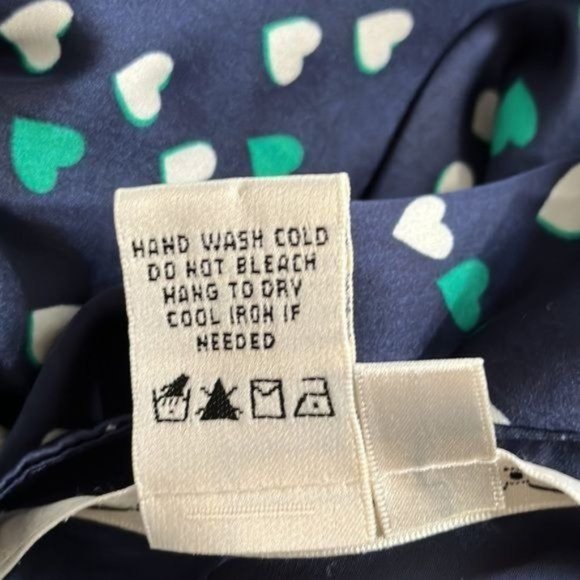 HAND WASH COLD
DO NOT BLEACH
HANG TO DRY
COOL IRON IF
NEEDED